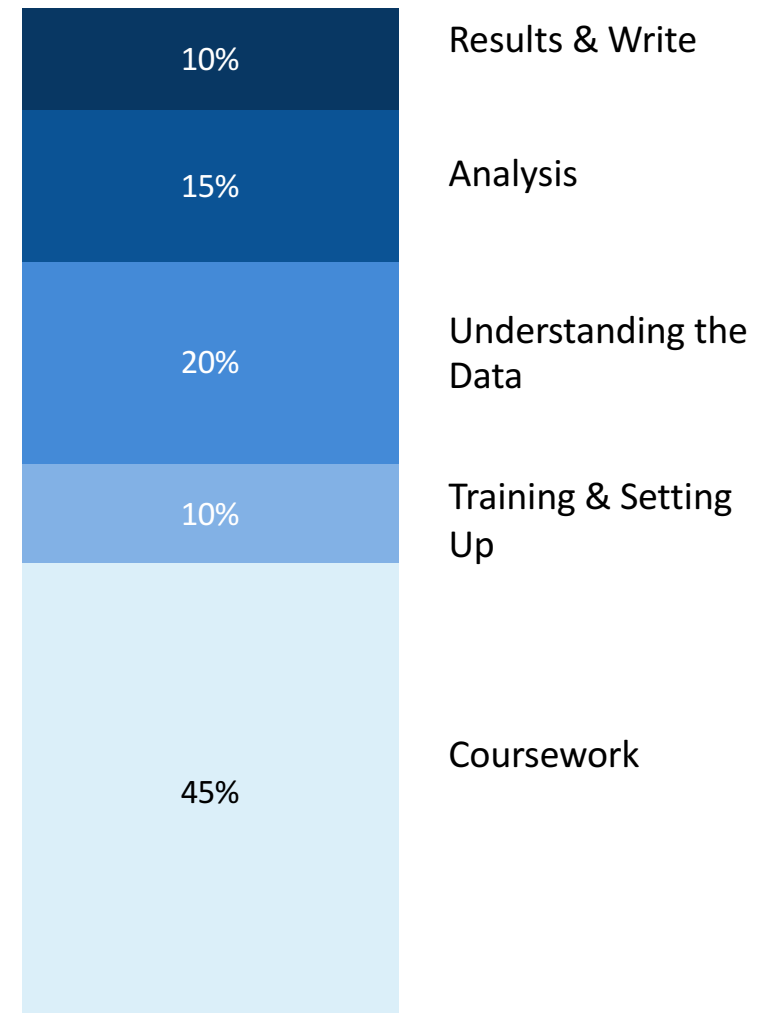 10%
Results & Write
15%
Analysis
20%
Understanding the
Data
10%
Training & Setting
Up
45%
Coursework